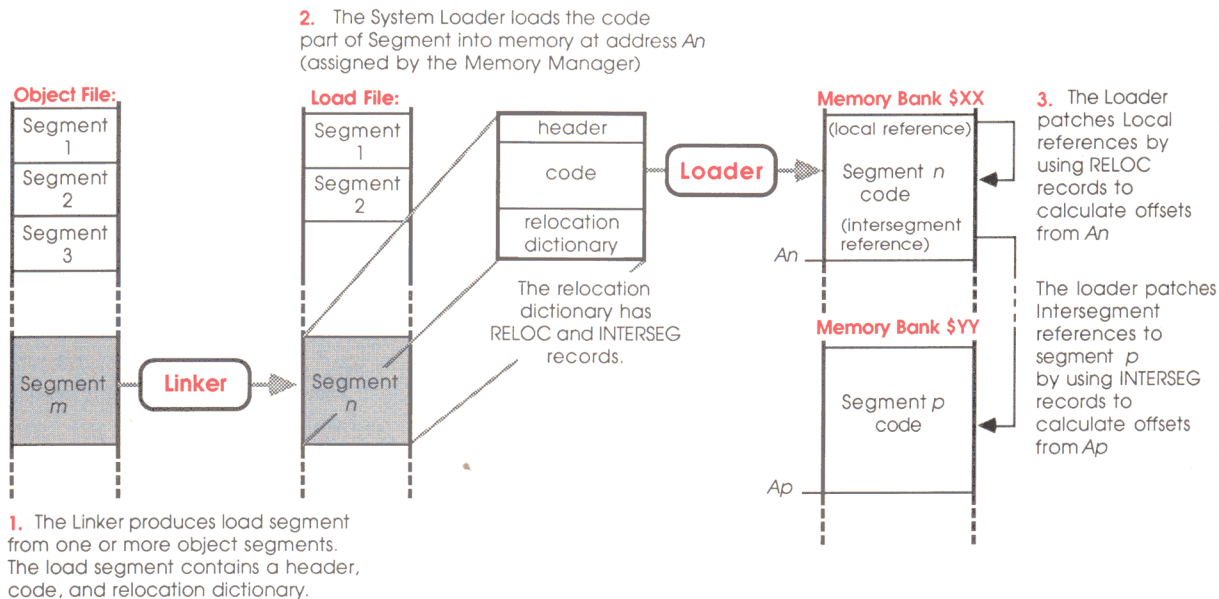 2. The System Loader loads the code
part of Segment into memory at address An
(assigned by the Memory Manager)
Object File:
Segment
1
Segment
2
Segment
3
Segment
m
Linker
Load File:
Segment
1
Segment
2
Segment
n
header
code
relocation
dictionary
The relocation
dictionary has
RELOC and INTERSEG
records.
Loader
Memory Bank $XX
(local reference)
Segment n
code
(intersegment
reference)
An
Memory Bank $YY
Segment p
code
Ap
3. The Loader
patches Local
references by
using RELOC
records to
calculate offsets
from An
The loader patches
Intersegment
references to
segment p
by using INTERSEG
records to
calculate offsets
from Ap
1. The Linker produces load segment
from one or more object segments.
The load segment contains a header,
code, and relocation dictionary.